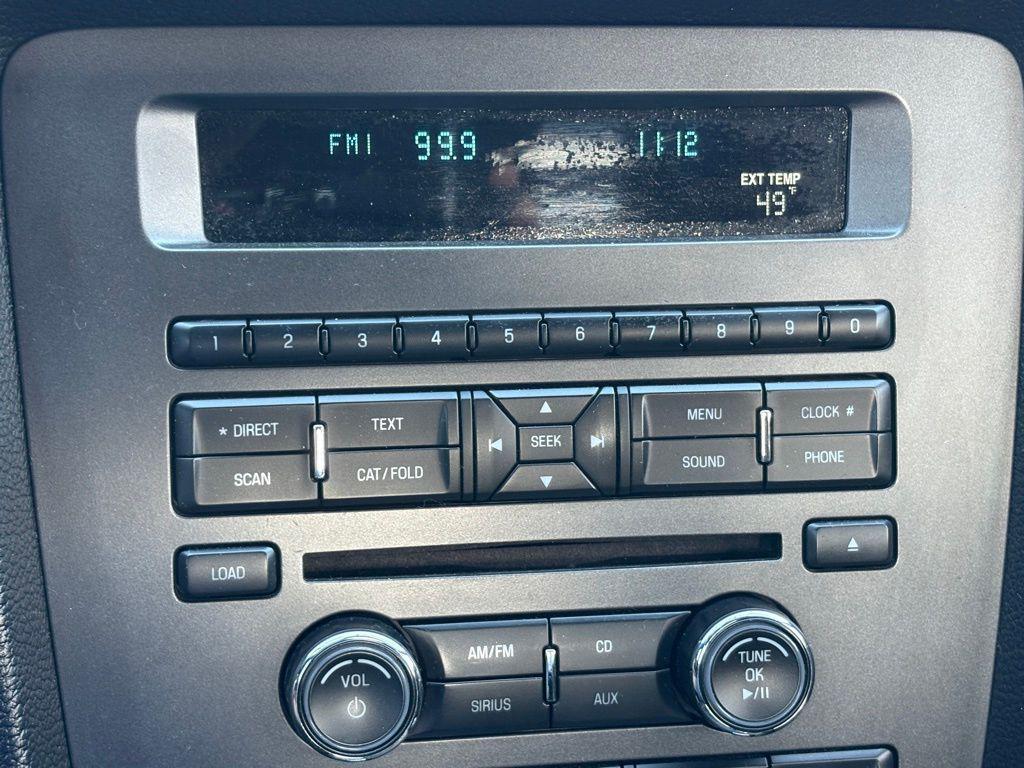 FM1 99.9 11:12
EXT TEMP
49°F
1 2 3 4 5 6 7 8 9 0
* DIRECT TEXT MENU CLOCK #
SEEK
SCAN CAT/FOLD SOUND PHONE
LOAD
AM/FM CD
VOL
TUNE
OK
SIRIUS AUX